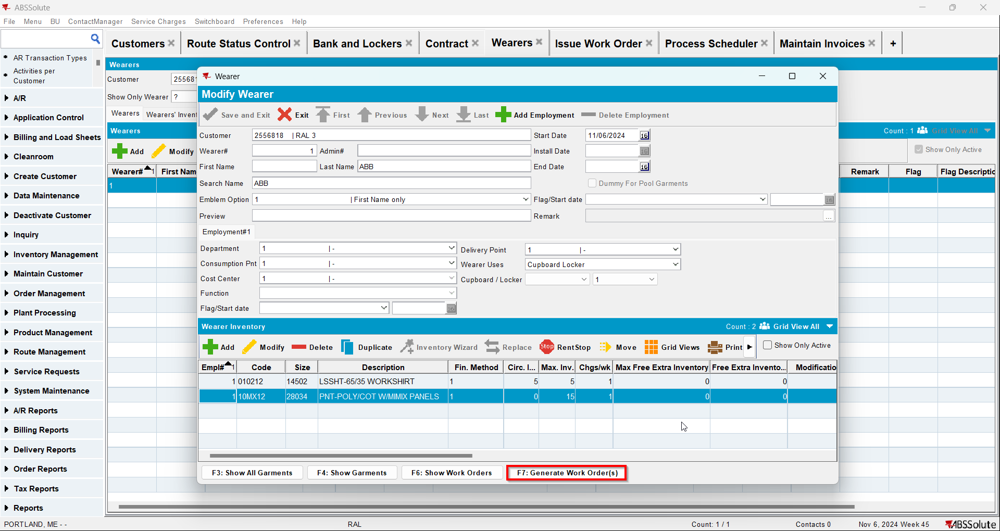 ABSSolute
File Menu BU ContactManager Service Charges Switchboard Preferences Help
Customers Route Status Control Bank and Lockers Contract Wearers Issue Work Order Process Scheduler Maintain Invoices +
AR Transaction Types
Activities per
Customer
A/R
Application Control
Billing and Load Sheets
Cleanroom
Create Customer
Data Maintenance
Deactivate Customer
Inquiry
Inventory Management
Maintain Customer
Order Management
Plant Processing
Product Management
Route Management
Service Requests
System Maintenance
A/R Reports
Billing Reports
Delivery Reports
Order Reports
Tax Reports
Reports
Wearers
Customer 25568
Show Only Wearer ?
Wearers Wearers' Invent
Wearers Count : 1 Grid View All
Add Modify Show Only Active
Wearer# 1 First Nam Remark Flag Flag Descriptio
1
Wearer
Modify Wearer
Save and Exit Exit First Previous Next Last Add Employment Delete Employment
Customer 2556818 | RAL 3 Start Date 11/06/2024 16
Wearer# 1 Admin# Install Date 16
First Name Last Name ABB End Date 16
Search Name ABB Dummy For Pool Garments
Emblem Option 1 | First Name only Flag/Start date 16
Preview Remark ...
Employment#1
Department 1 | - Delivery Point 1 | -
Consumption Pnt 1 | - Wearer Uses Cupboard Locker
Cost Center 1 | - Cupboard / Locker 1
Function
Flag/Start date 16
Wearer Inventory Count : 2 Grid View All
Add Modify Delete Duplicate Inventory Wizard Replace Stop RentStop Move Grid Views Print Show Only Active
Empl# 1 Code Size Description Fin. Method Circ. I... Max. Inv. Chgs/wk Max Free Extra Inventory Free Extra Invento... Modificatio
1 010212 14502 LSSHT-65/35 WORKSHIRT 1 5 5 1 0 0
1 10MX12 28034 PNT-POLY/COT W/MIMIX PANELS 1 0 15 1 0 0
F3: Show All Garments F4: Show Garments F6: Show Work Orders F7: Generate Work Order(s)
PORTLAND, ME - - RAL Count: 1 / 1 Contacts 0 Nov 6, 2024 Week 45 ABSSolute